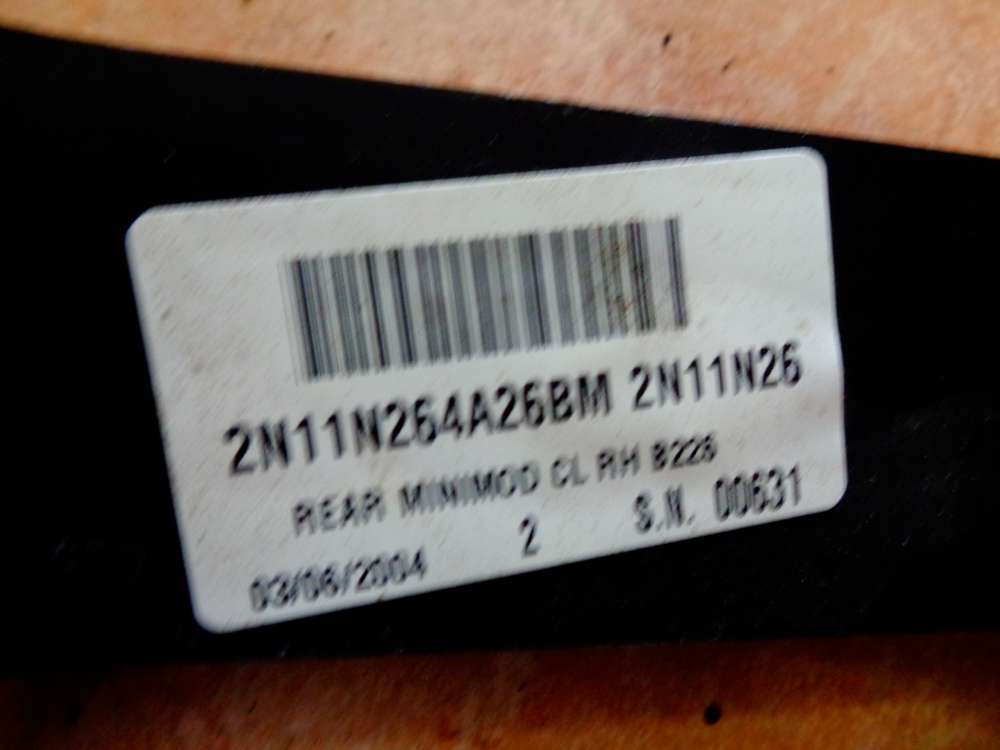 2N11N264A26BM 2N11N26
REAR MINIMOD CL RH B226
03/06/2004 2 S.N. 00631